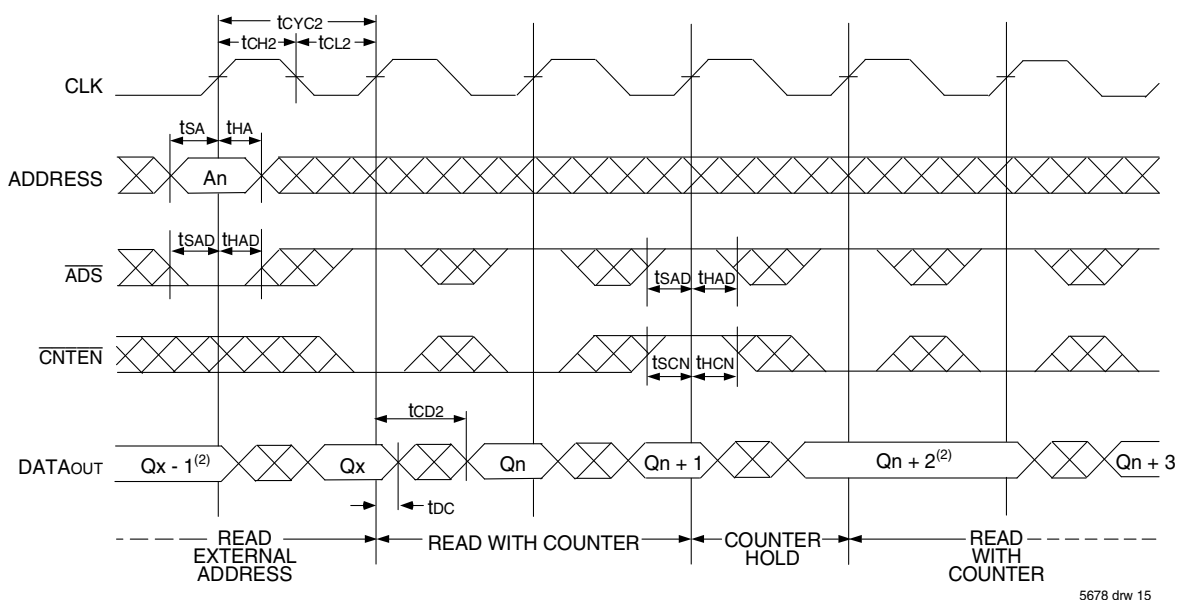 tCYC2
tCH2 tCL2
CLK
tSA tHA
ADDRESS An
tSAD tHAD
ADS tSAD tHAD
CNTEN
tSCN tHCN
tCD2
DATAOUT Qx - 1(2) Qx Qn Qn + 1 Qn + 2(2) Qn + 3
tDC
READ EXTERNAL ADDRESS
READ WITH COUNTER
COUNTER HOLD
READ WITH COUNTER
5678 drw 15